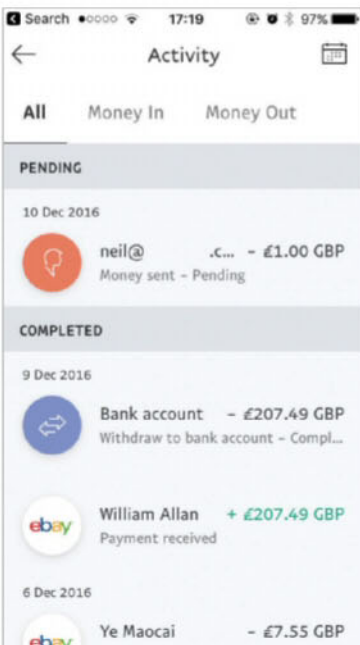 Search 17:19 97%
Activity
All Money In Money Out
PENDING
10 Dec 2016
neil@ .c... - £1.00 GBP
Money sent - Pending
COMPLETED
9 Dec 2016
Bank account - £207.49 GBP
Withdraw to bank account - Compl...
ebay William Allan + £207.49 GBP
Payment received
6 Dec 2016
ebay Ye Maocai - £7.55 GBP